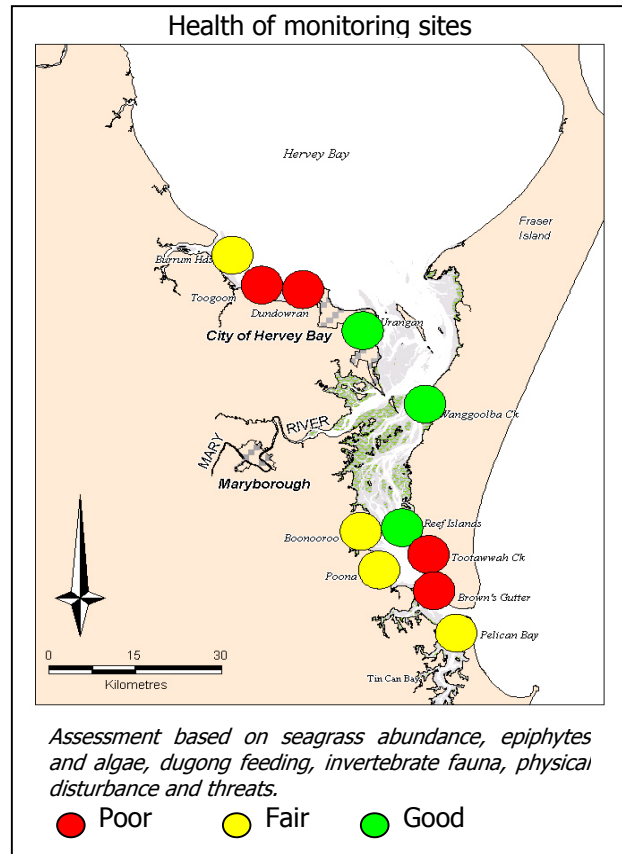 Health of monitoring sites
Hervey Bay
Fraser
Island
Burrum Hds
Toogoom
Dundowran
Urangan
City of Hervey Bay
Wanggoolba Ck
RIVER
MARY
Maryborough
Reef Islands
Boonooroo
Tootawwah Ck
Poona
Brown's Gutter
Pelican Bay
Tin Can Bay
0 15 30
Kilometres
Assessment based on seagrass abundance, epiphytes
and algae, dugong feeding, invertebrate fauna, physical
disturbance and threats.
Poor Fair Good